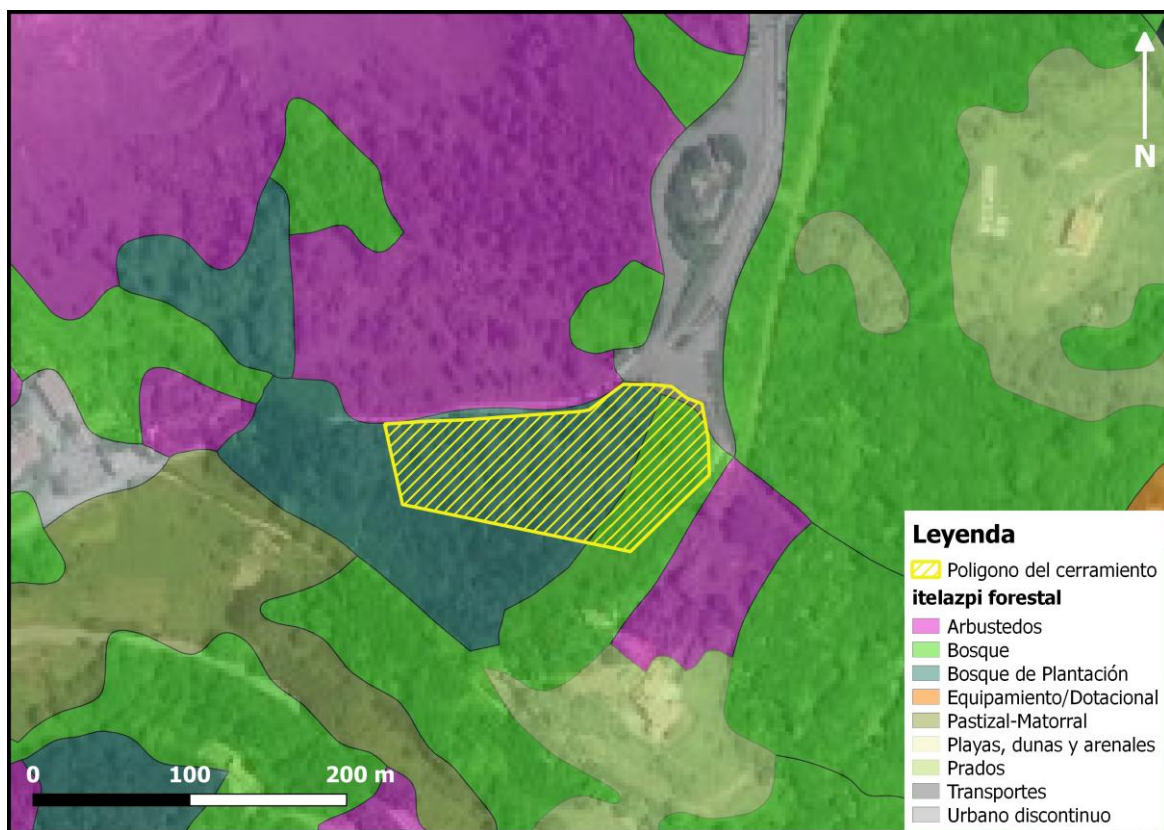 N
Leyenda
Poligono del cerramiento
itelazpi forestal
Arbustedos
Bosque
Bosque de Plantación
Equipamiento/Dotacional
Pastizal-Matorral
Playas, dunas y arenales
Prados
Transportes
Urbano discontinuo
0 100 200 m